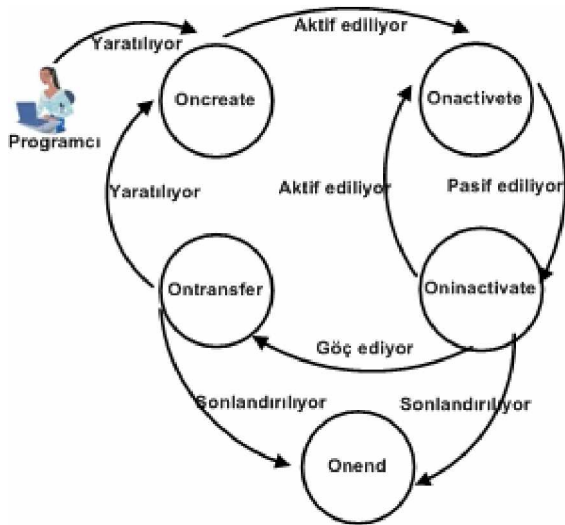 Aktif ediliyor
Yaratılıyor
Oncreate
Onactivete
Programcı
Yaratılıyor
Aktif ediliyor
Pasif ediliyor
Ontransfer
Oninactivate
Göç ediyor
Sonlandırılıyor
Sonlandırılıyor
Onend